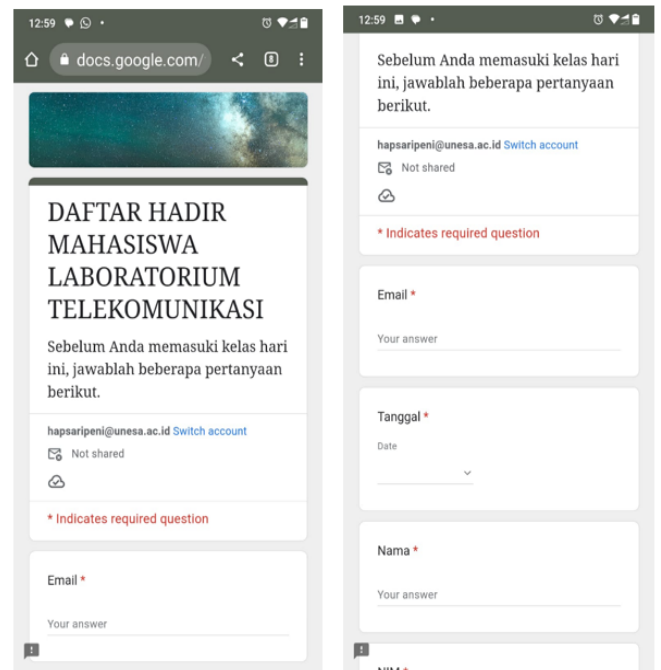 12:59
docs.google.com/
8
DAFTAR HADIR
MAHASISWA
LABORATORIUM
TELEKOMUNIKASI
Sebelum Anda memasuki kelas hari
ini, jawablah beberapa pertanyaan
berikut.
hapsaripeni@unesa.ac.id Switch account
Not shared
* Indicates required question
Email *
Your answer
12:59
Sebelum Anda memasuki kelas hari
ini, jawablah beberapa pertanyaan
berikut.
hapsaripeni@unesa.ac.id Switch account
Not shared
* Indicates required question
Email *
Your answer
Tanggal *
Date
Nama *
Your answer
NIM *